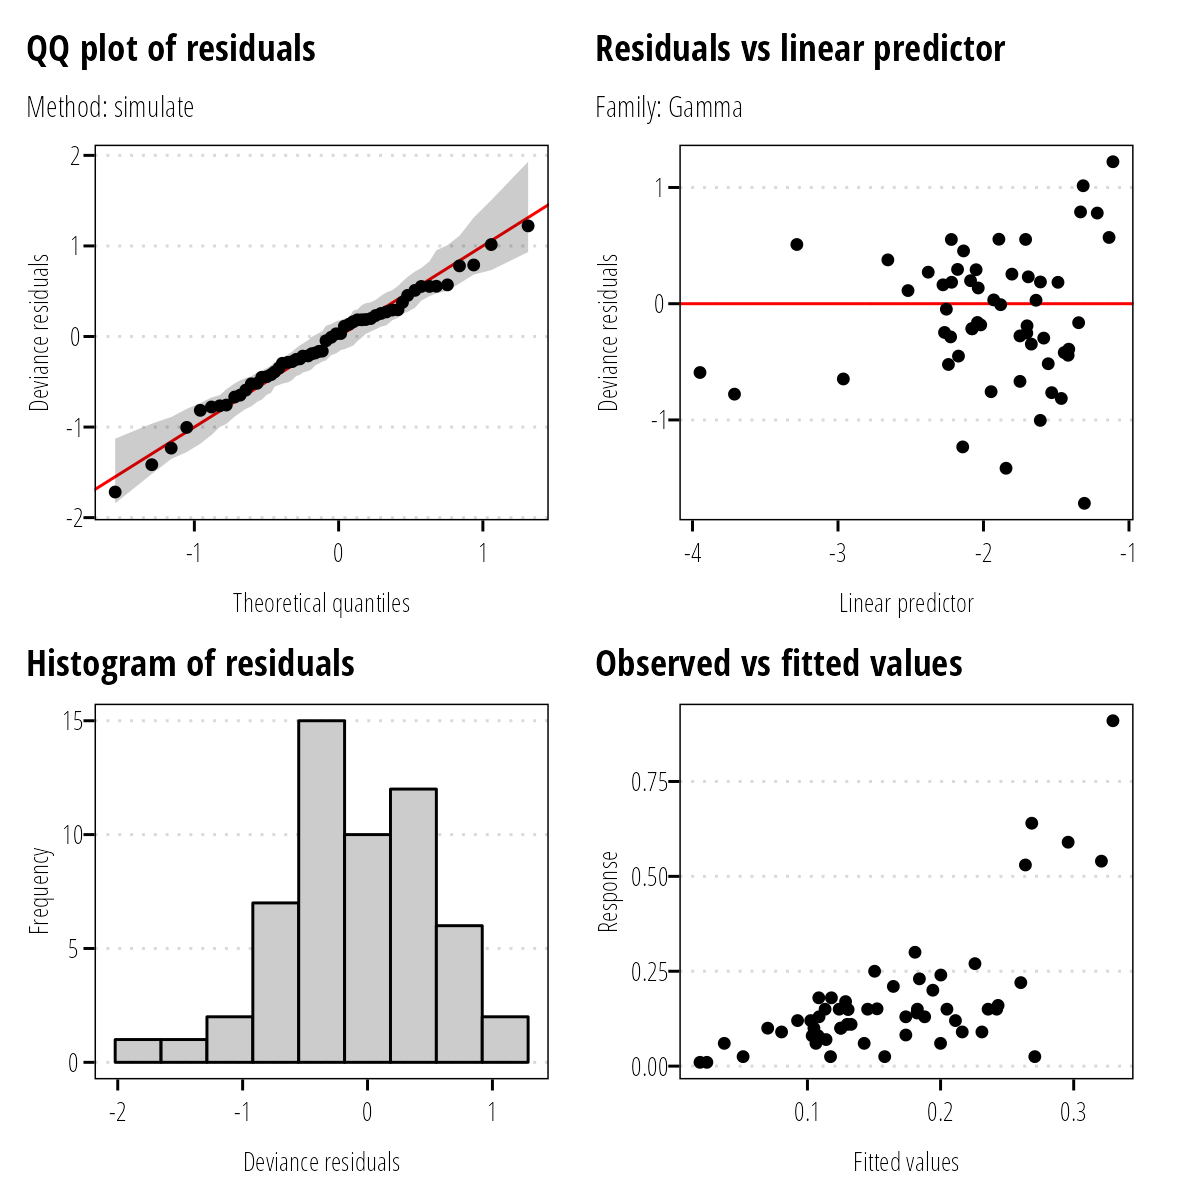 QQ plot of residuals
Method: simulate
2
1
0
-1
-2
Deviance residuals
-1
0
1
Theoretical quantiles
Residuals vs linear predictor
Family: Gamma
1
0
-1
Deviance residuals
-4
-3
-2
-1
Linear predictor
Histogram of residuals
15
10
5
0
Frequency
-2
-1
0
1
Deviance residuals
Observed vs fitted values
0.75
0.50
0.25
0.00
Response
0.1
0.2
0.3
Fitted values